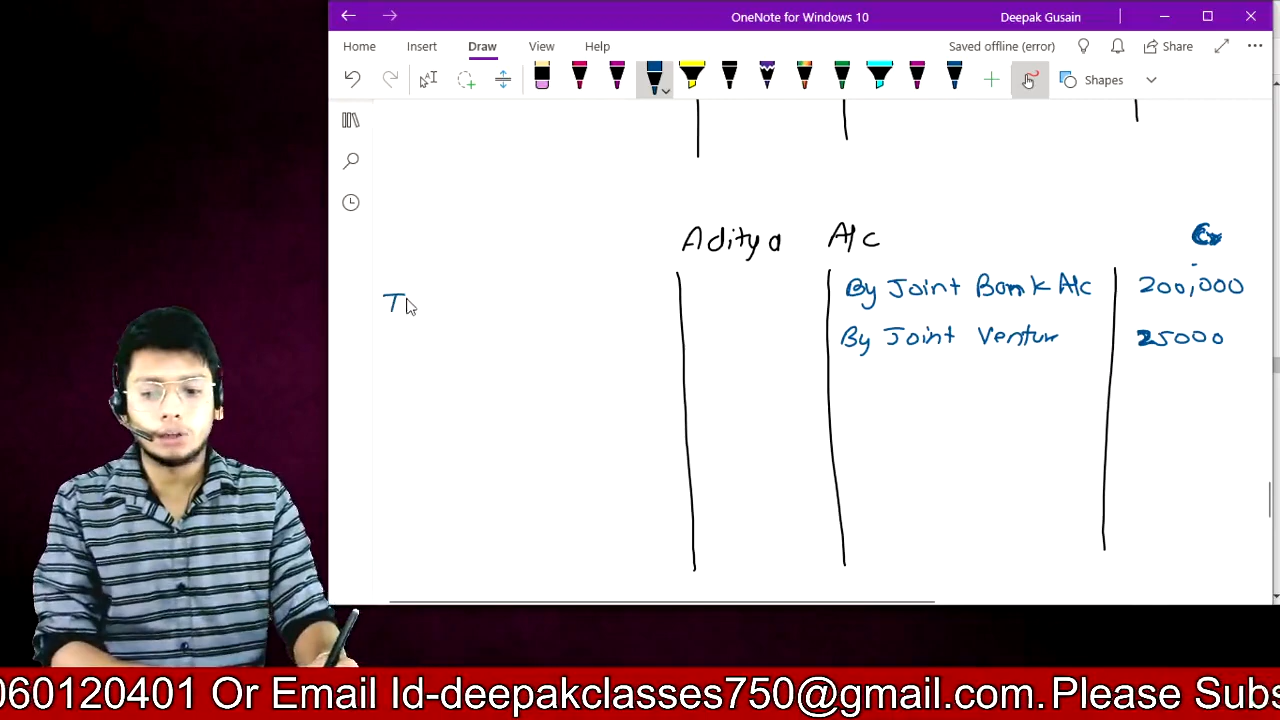 OneNote for Windows 10
Deepak Gusain
Home
Insert
Draw
View
Help
Saved offline (error)
Share
Shapes
Aditya A/c
Cr
T
By Joint Bank A/c 200,000
By Joint Ventur 25000
060120401 Or Email Id-deepakclasses750@gmail.com. Please Subs